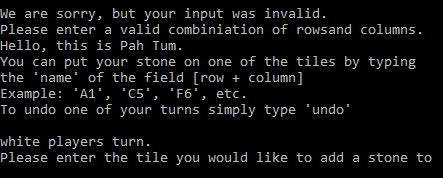 We are sorry, but your input was invalid.
Please enter a valid combiniation of rowsand columns.
Hello, this is Pah Tum.
You can put your stone on one of the tiles by typing
the 'name' of the field [row + column]
Example: 'A1', 'C5', 'F6', etc.
To undo one of your turns simply type 'undo'
white players turn.
Please enter the tile you would like to add a stone to